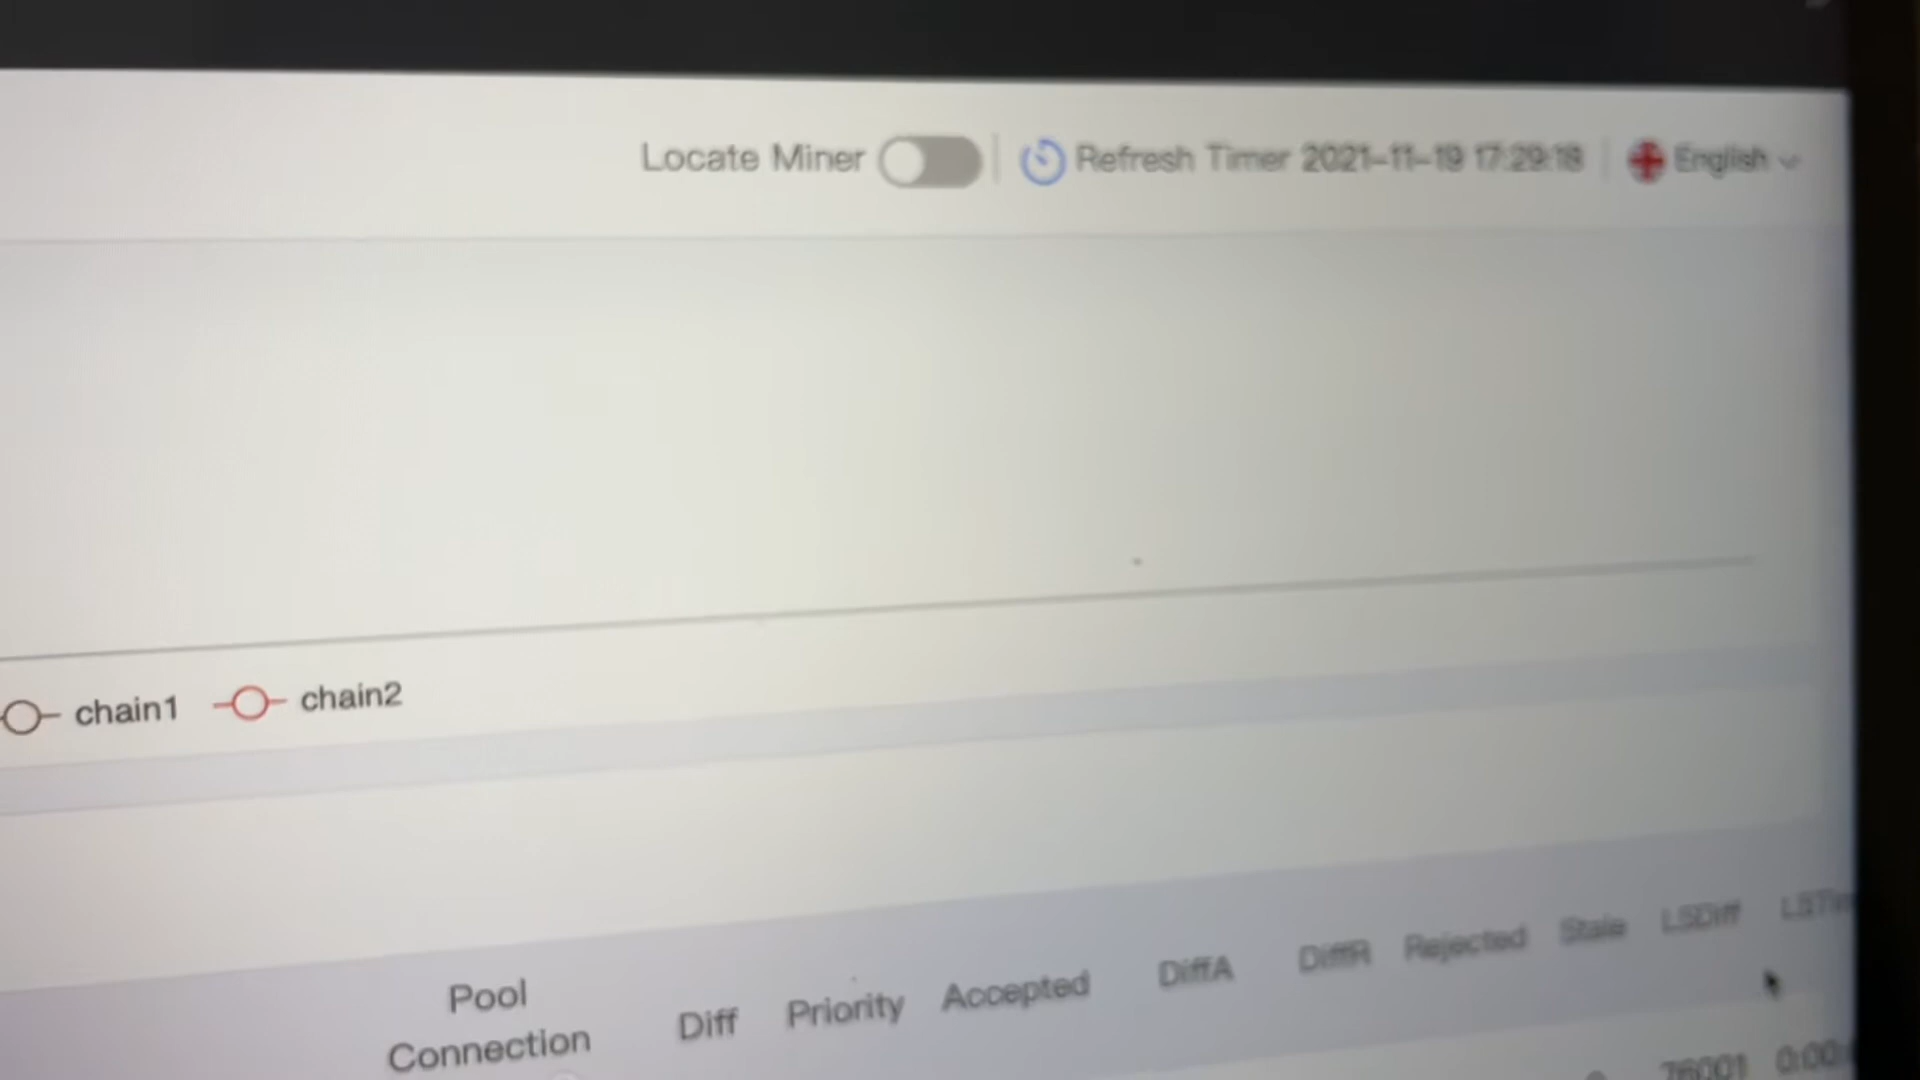 Locate Miner Refresh Timer 2021-11-19 17:29:18 English
chain1 chain2
Pool Connection Diff Priority Accepted DiffA DiffR Rejected Stale LSDiff
76001